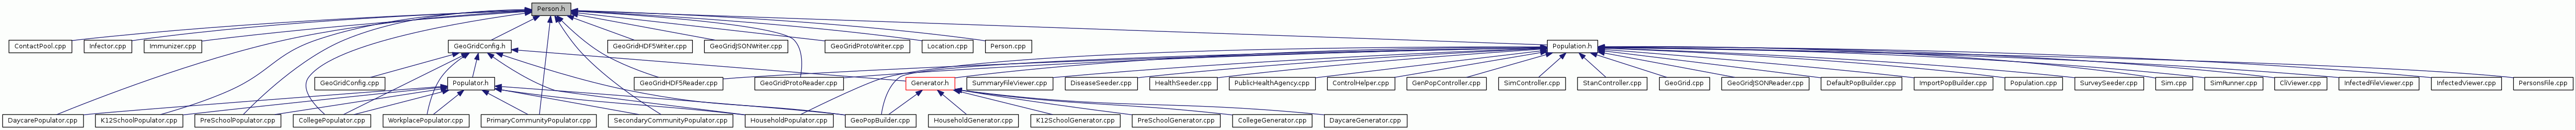 Person.h
ContactPool.cpp
Infector.cpp
Immunizer.cpp
GeoGridConfig.h
GeoGridHDF5Writer.cpp
GeoGridJSONWriter.cpp
GeoGridProtoWriter.cpp
Location.cpp
Person.cpp
Population.h
GeoGridConfig.cpp
Populator.h
GeoGridHDF5Reader.cpp
GeoGridProtoReader.cpp
Generator.h
SummaryFileViewer.cpp
DiseaseSeeder.cpp
HealthSeeder.cpp
PublicHealthAgency.cpp
ControlHelper.cpp
GenPopController.cpp
SimController.cpp
StanController.cpp
GeoGrid.cpp
GeoGridJSONReader.cpp
DefaultPopBuilder.cpp
ImportPopBuilder.cpp
Population.cpp
SurveySeeder.cpp
Sim.cpp
SimRunner.cpp
CliViewer.cpp
InfectedFileViewer.cpp
InfectedViewer.cpp
PersonsFile.cpp
DaycarePopulator.cpp
K12SchoolPopulator.cpp
PreSchoolPopulator.cpp
CollegePopulator.cpp
WorkplacePopulator.cpp
PrimaryCommunityPopulator.cpp
SecondaryCommunityPopulator.cpp
HouseholdPopulator.cpp
GeoPopBuilder.cpp
HouseholdGenerator.cpp
K12SchoolGenerator.cpp
PreSchoolGenerator.cpp
CollegeGenerator.cpp
DaycareGenerator.cpp